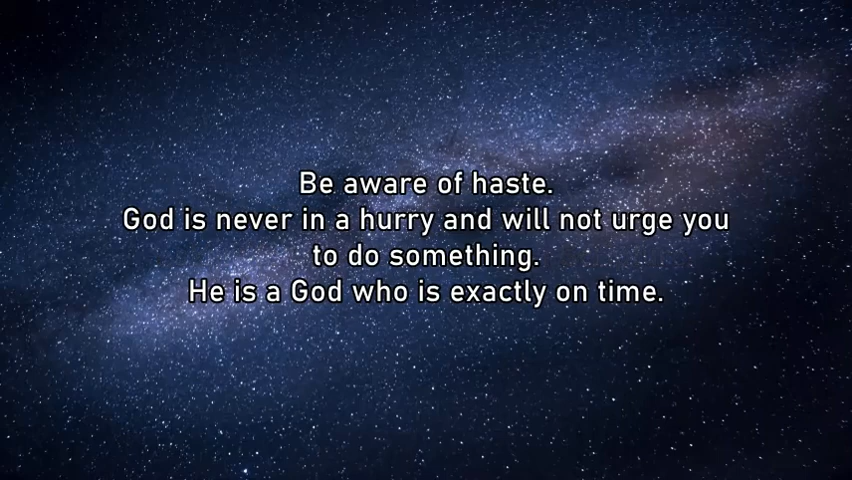 Be aware of haste.
God is never in a hurry and will not urge you
to do something.
He is a God who is exactly on time.